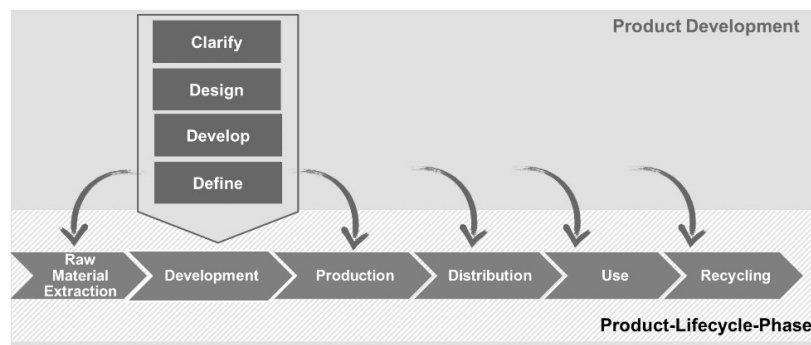 Product Development
Clarify
Design
Develop
Define
Raw
Material
Extraction
Development
Production
Distribution
Use
Recycling
Product-Lifecycle-Phase